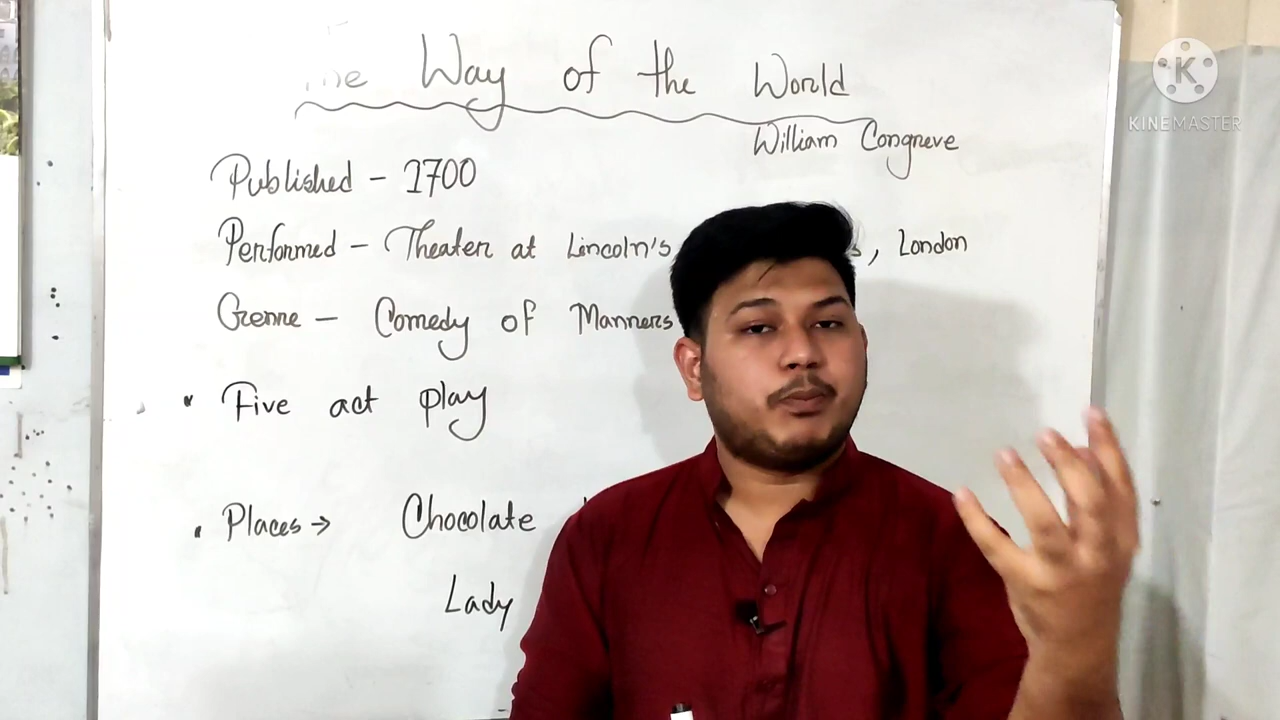 The Way of the World
William Congreve
Published - 1700
Performed - Theater at Lincoln's , London
Genre - Comedy of Manners
• Five act play
• Places → Chocolate
Lady
K
KINEMASTER